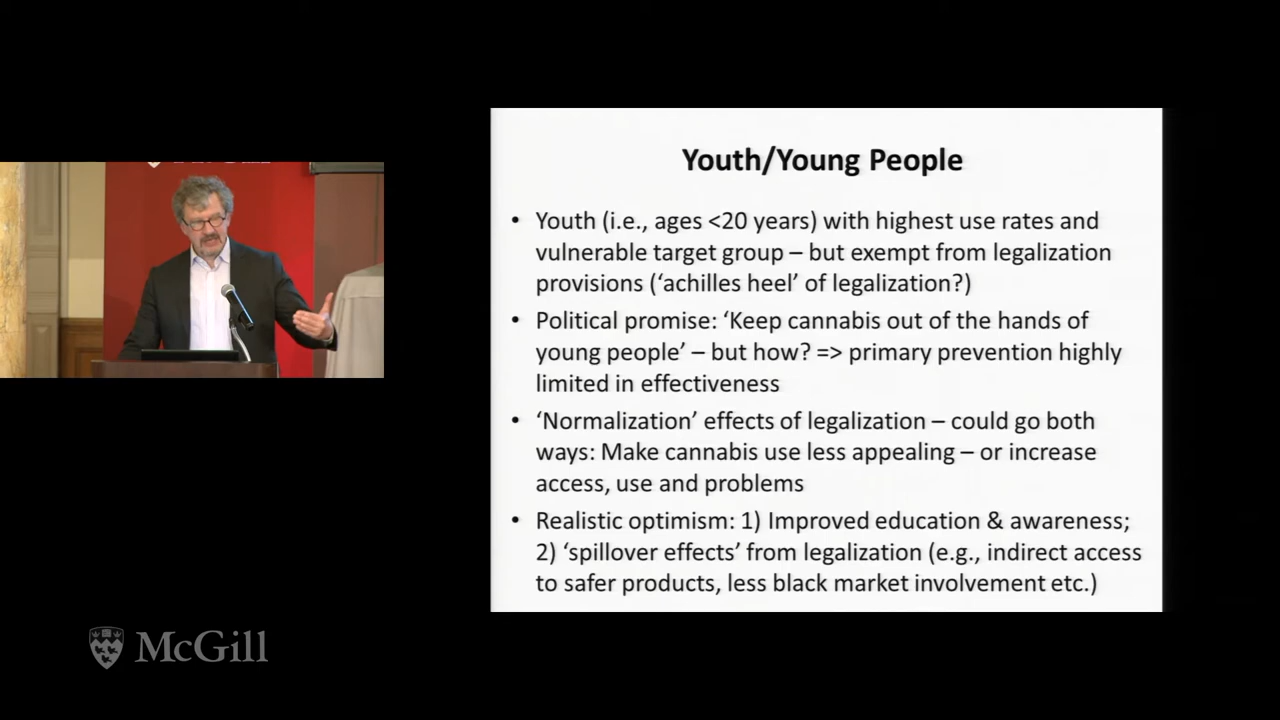 McGill
Youth/Young People
• Youth (i.e., ages <20 years) with highest use rates and
vulnerable target group – but exempt from legalization
provisions (‘achilles heel’ of legalization?)
• Political promise: ‘Keep cannabis out of the hands of
young people’ – but how? => primary prevention highly
limited in effectiveness
• ‘Normalization’ effects of legalization – could go both
ways: Make cannabis use less appealing – or increase
access, use and problems
• Realistic optimism: 1) Improved education & awareness;
2) ‘spillover effects’ from legalization (e.g., indirect access
to safer products, less black market involvement etc.)
McGill